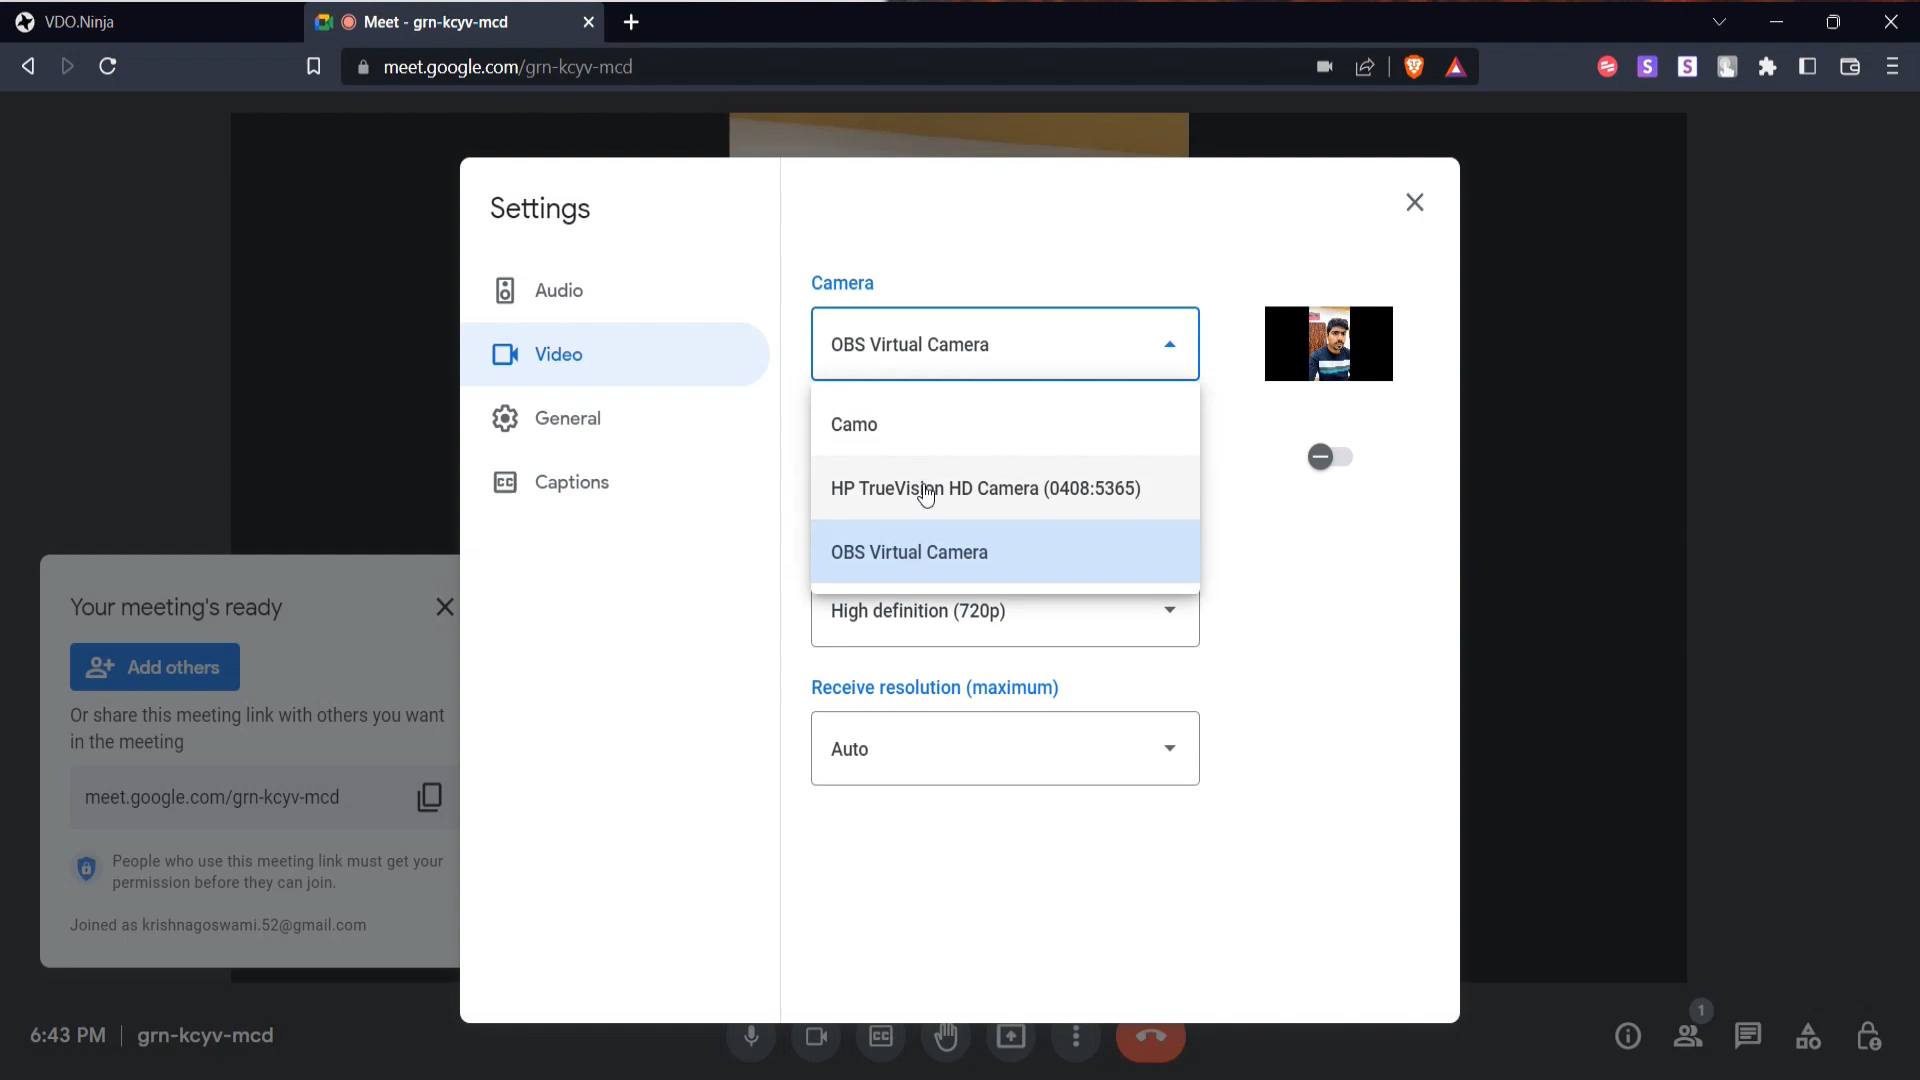 VDO.Ninja
Meet - grn-kcyv-mcd
meet.google.com/grn-kcyv-mcd
Settings
Audio
Video
General
Captions
Camera
OBS Virtual Camera
Camo
HP TrueVision HD Camera (0408:5365)
OBS Virtual Camera
High definition (720p)
Receive resolution (maximum)
Auto
Your meeting's ready
Add others
Or share this meeting link with others you want
in the meeting
meet.google.com/grn-kcyv-mcd
People who use this meeting link must get your
permission before they can join.
Joined as krishnagoswami.52@gmail.com
6:43 PM | grn-kcyv-mcd
1